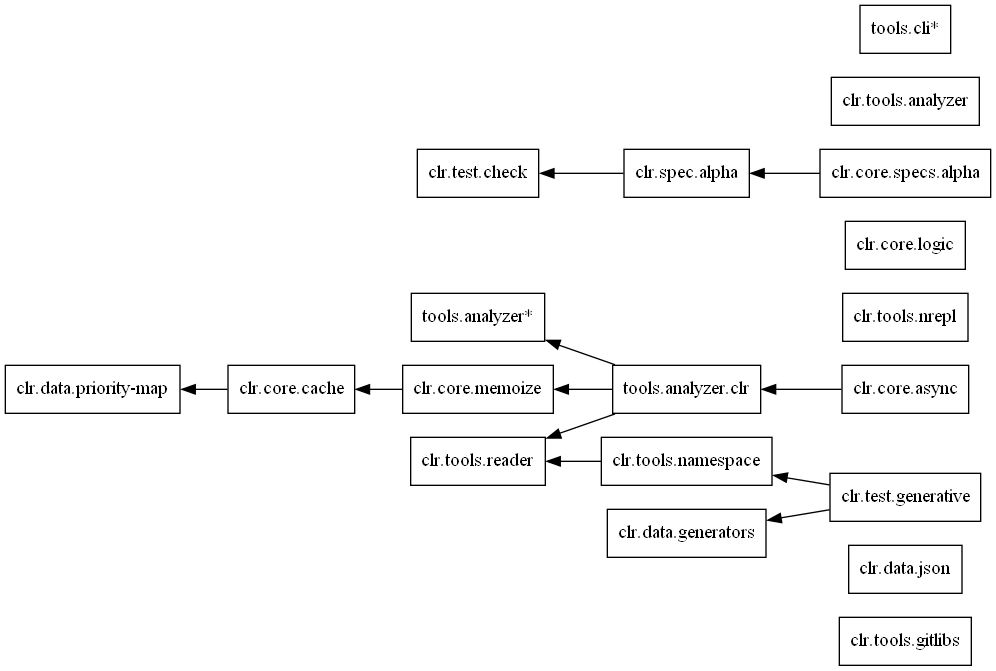 tools.cli*
clr.tools.analyzer
clr.test.check
clr.spec.alpha
clr.core.specs.alpha
clr.core.logic
tools.analyzer*
clr.tools.nrepl
clr.data.priority-map
clr.core.cache
clr.core.memoize
tools.analyzer.clr
clr.core.async
clr.tools.reader
clr.tools.namespace
clr.test.generative
clr.data.generators
clr.data.json
clr.tools.gitlibs